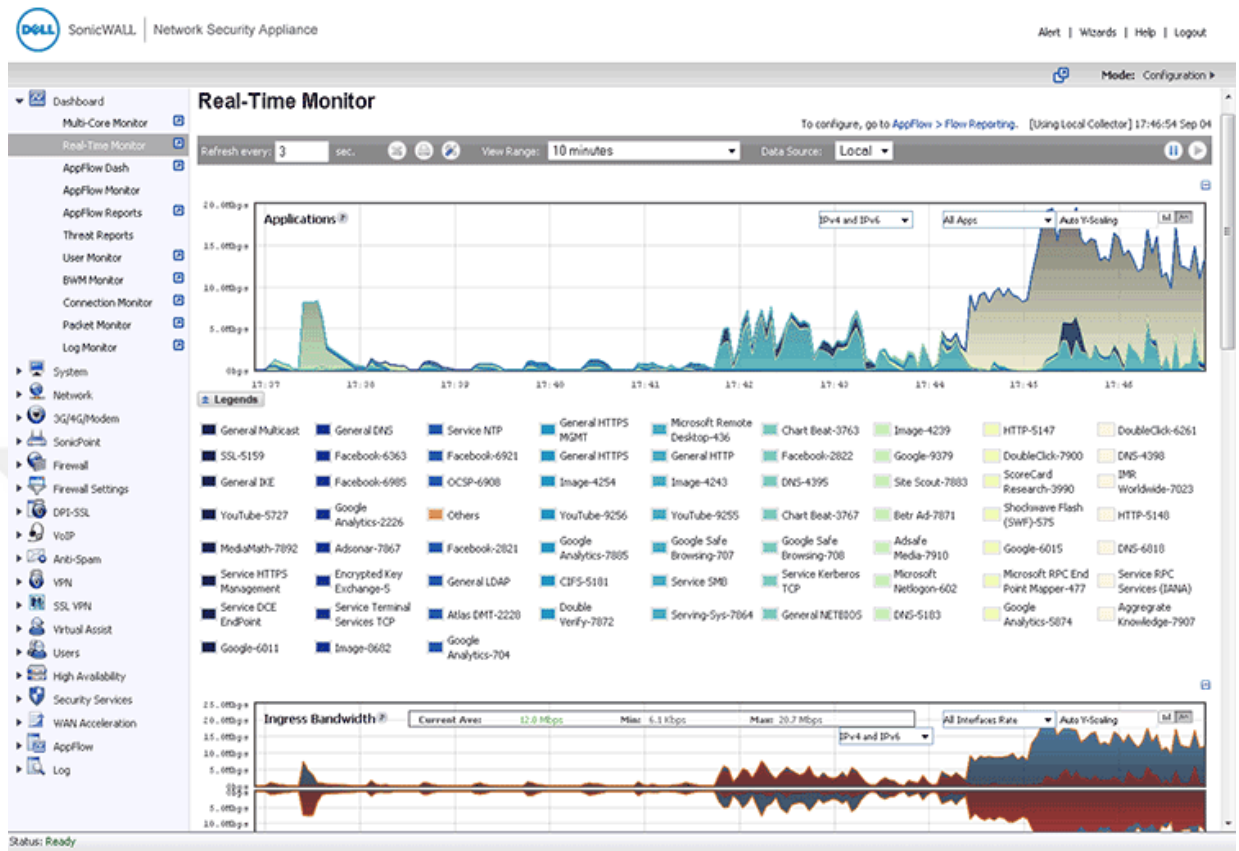 DELL SonicWALL | Network Security Appliance
Alert | Wizards | Help | Logout
Mode: Configuration
Dashboard
Multi-Core Monitor
Real-Time Monitor
AppFlow Dash
AppFlow Monitor
AppFlow Reports
Threat Reports
User Monitor
BWM Monitor
Connection Monitor
Packet Monitor
Log Monitor
System
Network
3G/4G/Modem
SonicPoint
Firewall
Firewall Settings
DPI-SSL
VoIP
Anti-Spam
VPN
SSL VPN
Virtual Assist
Users
High Availability
Security Services
WAN Acceleration
AppFlow
Log
Real-Time Monitor
To configure, go to AppFlow > Flow Reporting. [Using Local Collector] 17:46:54 Sep 04
Refresh every: 3 sec. View Range: 10 minutes Data Source: Local
Applications IPv4 and IPv6 All Apps Auto Y-Scaling
20.0Mbps
15.0Mbps
10.0Mbps
5.0Mbps
0bps
17:37 17:38 17:39 17:40 17:41 17:42 17:43 17:44 17:45 17:46
Legends
General Multicast General DNS Service NTP General HTTPS MGMT Microsoft Remote Desktop-436 Chart Beat-3763 Image-4239 HTTP-5147 DoubleClick-6261
SSL-5159 Facebook-6363 Facebook-6921 General HTTPS General HTTP Facebook-2822 Google-9379 DoubleClick-7900 DNS-4398
General IKE Facebook-6985 OCSP-6908 Image-4254 Image-4243 DNS-4395 Site Scout-7883 ScoreCard Research-3990 IMR Worldwide-7023
YouTube-5727 Google Analytics-2226 Others YouTube-9256 YouTube-9255 Chart Beat-3767 Betr Ad-7871 Shockwave Flash (SWF)-575 HTTP-5148
MediaMath-7892 Adsonar-7867 Facebook-2821 Google Analytics-7885 Google Safe Browsing-707 Google Safe Browsing-708 Adsafe Media-7910 Google-6015 DNS-6818
Service HTTPS Management Encrypted Key Exchange-5 General LDAP CIFS-5181 Service SMB Service Kerberos TCP Microsoft Netlogon-602 Microsoft RPC End Point Mapper-477 Service RPC Services (IANA)
Service DCE EndPoint Service Terminal Services TCP Atlas DMT-2228 Double Verify-7872 Serving-Sys-7864 General NETBIOS DNS-5183 Google Analytics-5874 Aggregrate Knowledge-7907
Google-6011 Image-8682 Google Analytics-704
Ingress Bandwidth Current Ave: 12.0 Mbps Min: 6.1 Kbps Max: 20.7 Mbps All Interfaces Rate Auto Y-Scaling
IPv4 and IPv6
25.0Mbps
20.0Mbps
15.0Mbps
10.0Mbps
5.0Mbps
0bps
0bps
5.0Mbps
10.0Mbps
Status: Ready